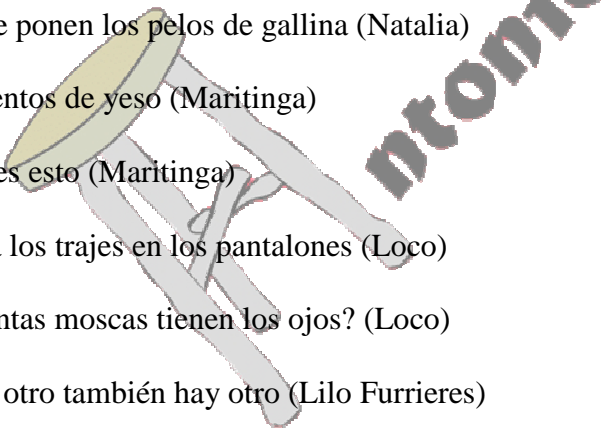 e ponen los pelos de gallina (Natalia)
entos de yeso (Maritinga)
es esto (Maritinga)
a los trajes en los pantalones (Loco)
ntas moscas tienen los ojos? (Loco)
otro también hay otro (Lilo Furrieres)